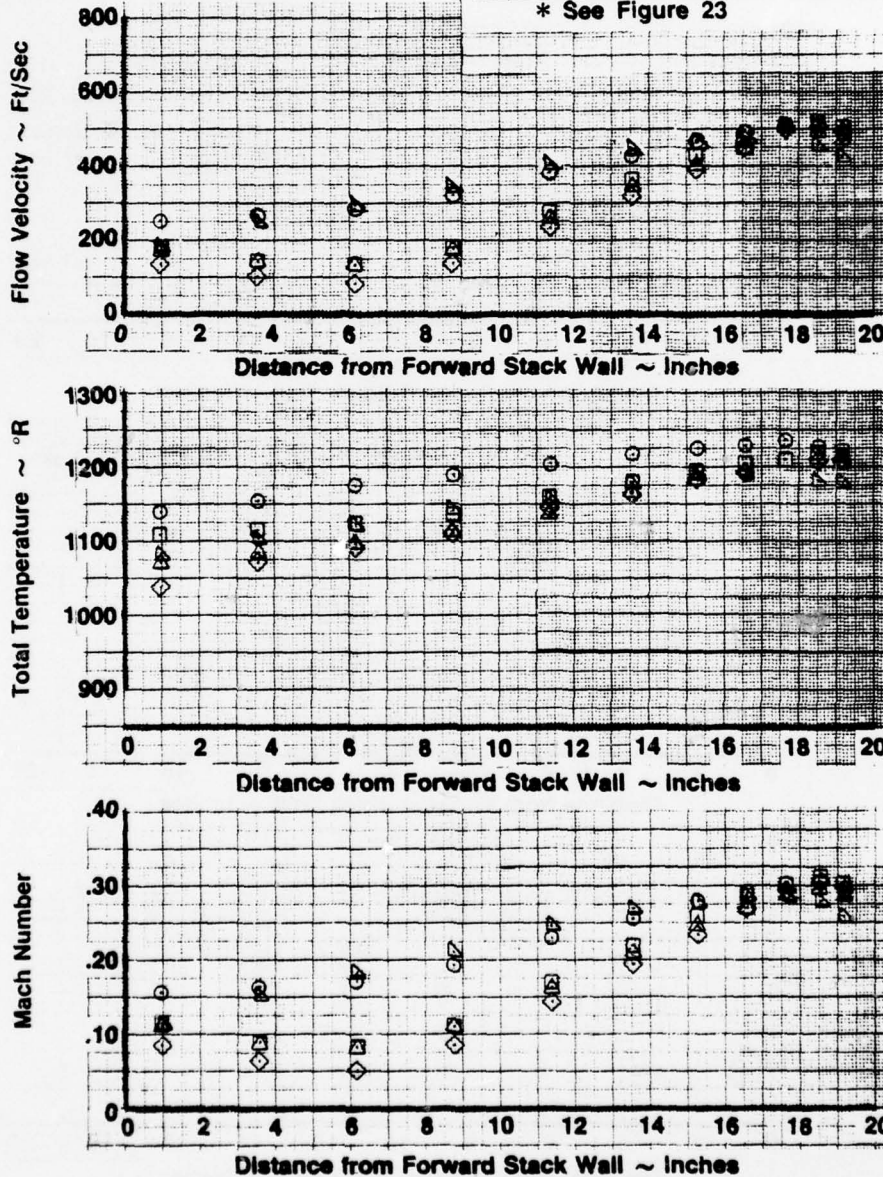 * See Figure 23
Flow Velocity ~ Ft/Sec
800
600
400
200
0
0 2 4 6 8 10 12 14 16 18 20
Distance from Forward Stack Wall ~ Inches
Total Temperature ~ °R
1300
1200
1100
1000
900
0 2 4 6 8 10 12 14 16 18 20
Distance from Forward Stack Wall ~ Inches
Mach Number
.40
.30
.20
.10
0
0 2 4 6 8 10 12 14 16 18 20
Distance from Forward Stack Wall ~ Inches